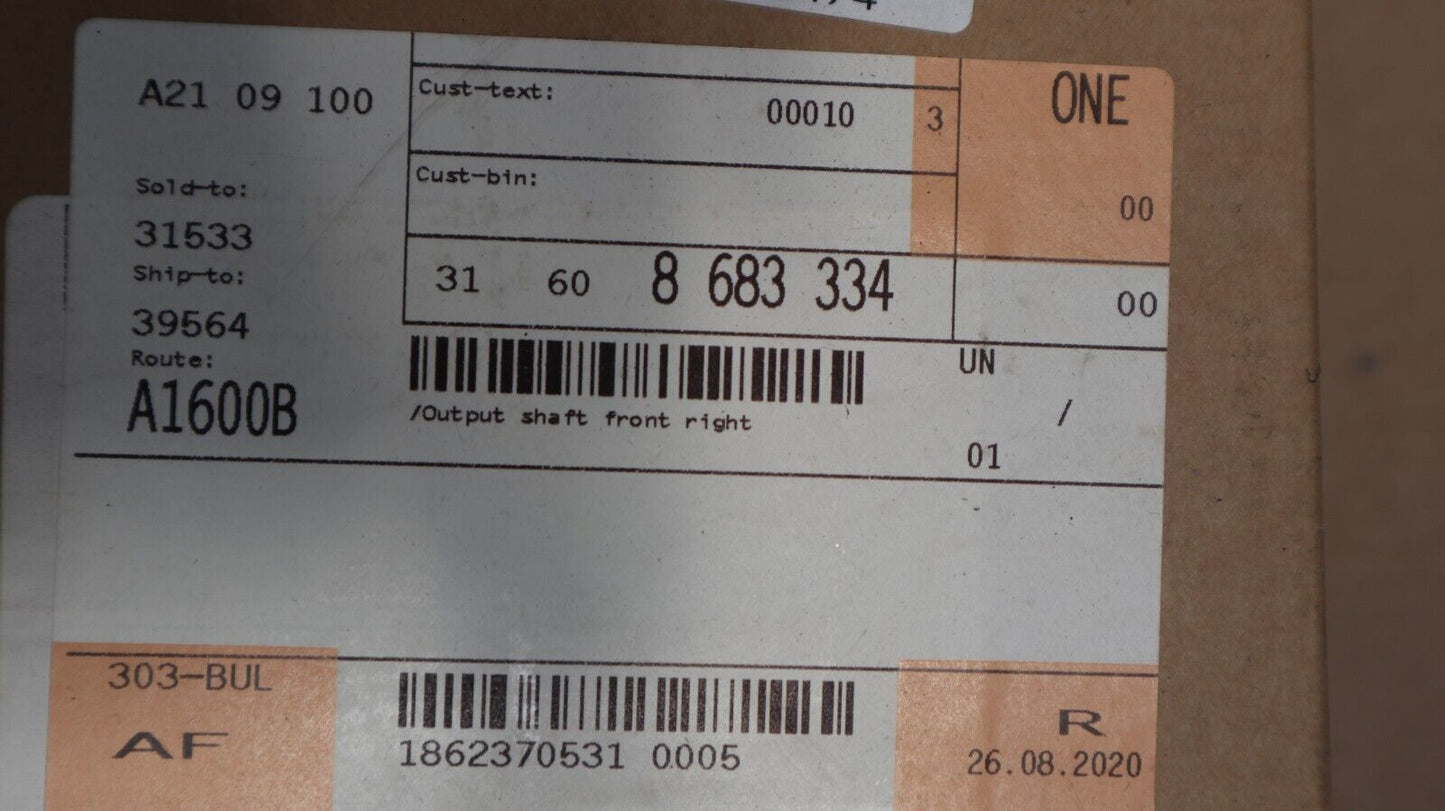 A21 09 100
Cust-text:
00010
3
ONE
00
Sold-to:
31533
Cust-bin:
Ship-to:
39564
31 60 8 683 334
00
Route:
A1600B
/Output shaft front right
UN
/
01
303-BUL
AF
1862370531 0005
R
26.08.2020